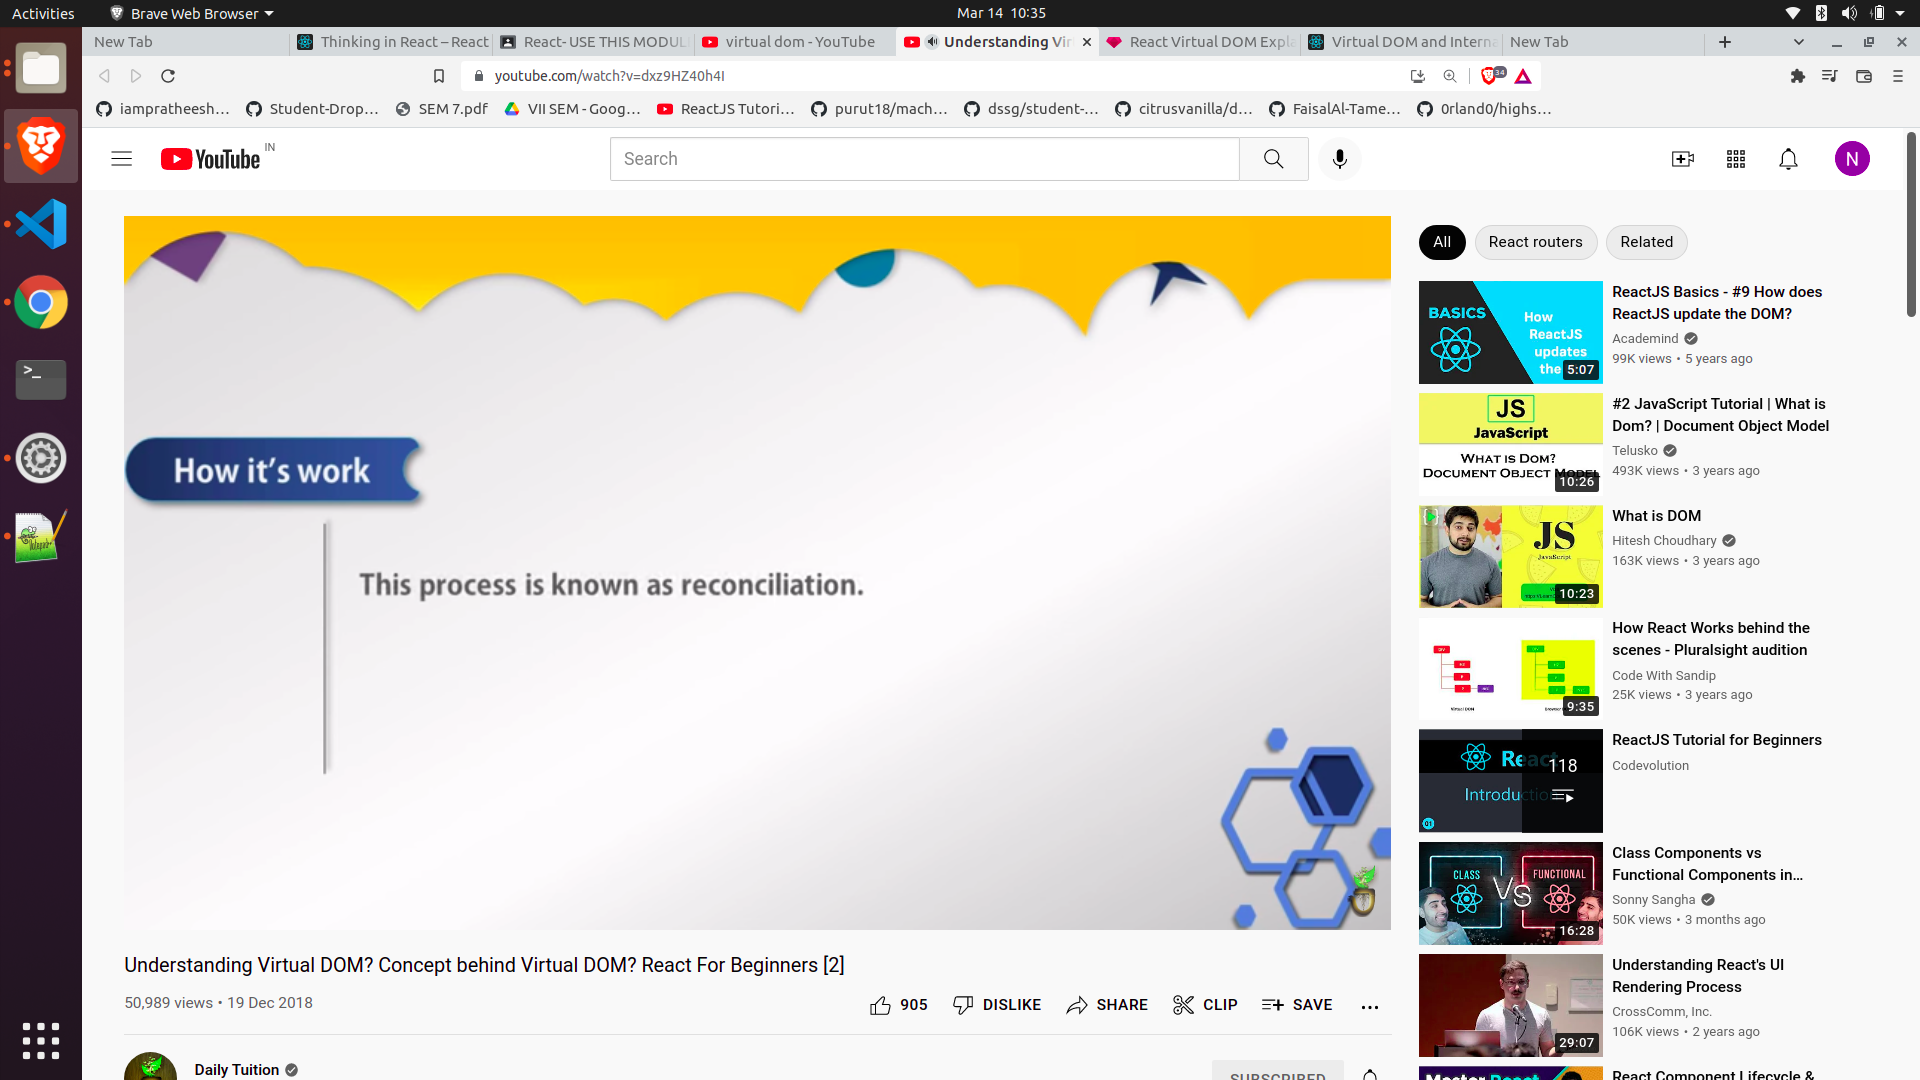 Activities
Brave Web Browser
Mar 14 10:35
New Tab
Thinking in React – React
React- USE THIS MODUL
virtual dom - YouTube
Understanding Vir
React Virtual DOM Expla
Virtual DOM and Interna
New Tab
youtube.com/watch?v=dxz9HZ40h4I
34
iampratheesh...
Student-Drop...
SEM 7.pdf
VII SEM - Goog...
ReactJS Tutori...
purut18/mach...
dssg/student-...
citrusvanilla/d...
FaisalAl-Tame...
0rland0/highs...
YouTube IN
Search
N
How it's work
This process is known as reconciliation.
Understanding Virtual DOM? Concept behind Virtual DOM? React For Beginners [2]
50,989 views • 19 Dec 2018
905
DISLIKE
SHARE
CLIP
SAVE
Daily Tuition
SUBSCRIBED
All
React routers
Related
BASICS
How
ReactJS
updates
the
5:07
ReactJS Basics - #9 How does
ReactJS update the DOM?
Academind
99K views • 5 years ago
JS
JavaScript
What is Dom?
Document Object Model
10:26
#2 JavaScript Tutorial | What is
Dom? | Document Object Model
Telusko
493K views • 3 years ago
JS
JavaScript
10:23
What is DOM
Hitesh Choudhary
163K views • 3 years ago
Virtual DOM
9:35
How React Works behind the
scenes - Pluralsight audition
Code With Sandip
25K views • 3 years ago
React
Introduction
01
118
ReactJS Tutorial for Beginners
Codevolution
CLASS
VS
FUNCTIONAL
16:28
Class Components vs
Functional Components in...
Sonny Sangha
50K views • 3 months ago
29:07
Understanding React's UI
Rendering Process
CrossComm, Inc.
106K views • 2 years ago
Master React
React Component Lifecycle &